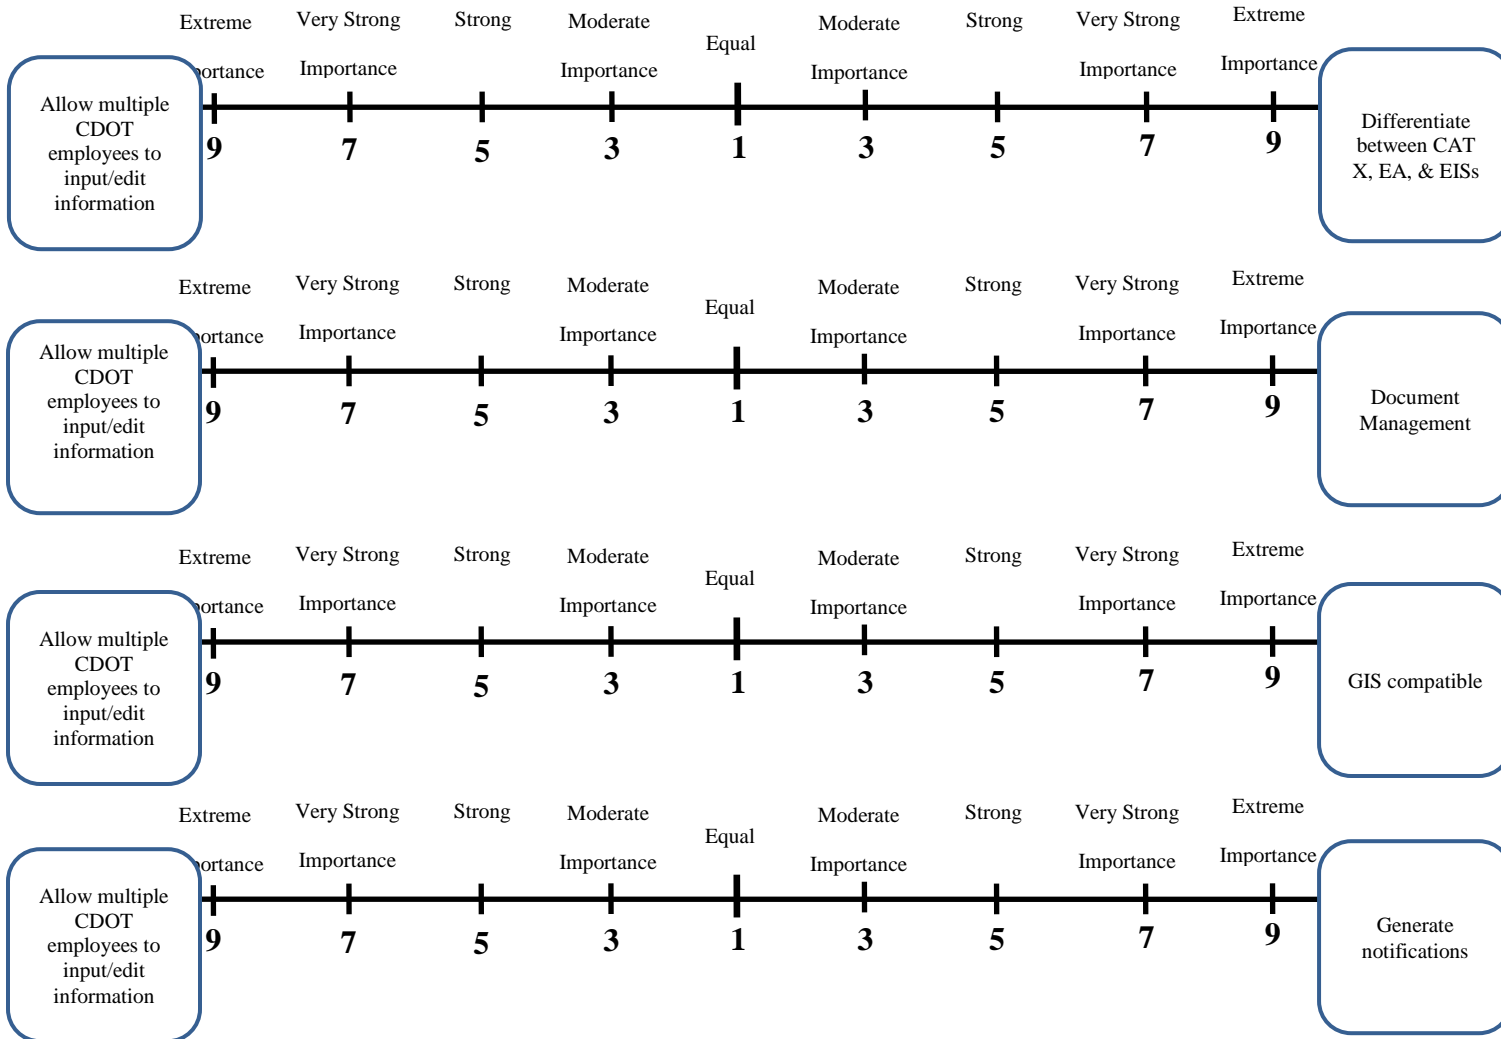 Extreme Very Strong Strong Moderate Equal Moderate Strong Very Strong Extreme
portance Importance Importance Importance Importance Importance
Allow multiple
CDOT
employees to
input/edit
information
9 7 5 3 1 3 5 7 9
Differentiate
between CAT
X, EA, & EISs
Extreme Very Strong Strong Moderate Equal Moderate Strong Very Strong Extreme
portance Importance Importance Importance Importance Importance
Allow multiple
CDOT
employees to
input/edit
information
9 7 5 3 1 3 5 7 9
Document
Management
Extreme Very Strong Strong Moderate Equal Moderate Strong Very Strong Extreme
portance Importance Importance Importance Importance Importance
Allow multiple
CDOT
employees to
input/edit
information
9 7 5 3 1 3 5 7 9
GIS compatible
Extreme Very Strong Strong Moderate Equal Moderate Strong Very Strong Extreme
portance Importance Importance Importance Importance Importance
Allow multiple
CDOT
employees to
input/edit
information
9 7 5 3 1 3 5 7 9
Generate
notifications